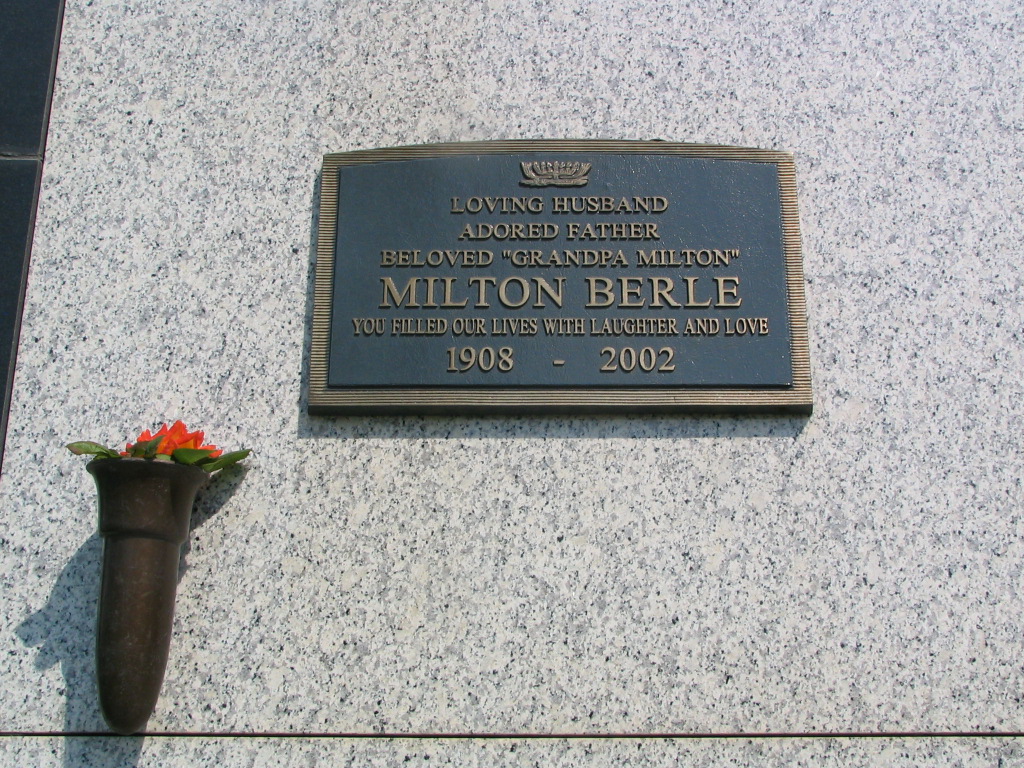 LOVING HUSBAND
ADORED FATHER
BELOVED "GRANDPA MILTON"
MILTON BERLE
YOU FILLED OUR LIVES WITH LAUGHTER AND LOVE
1908 - 2002